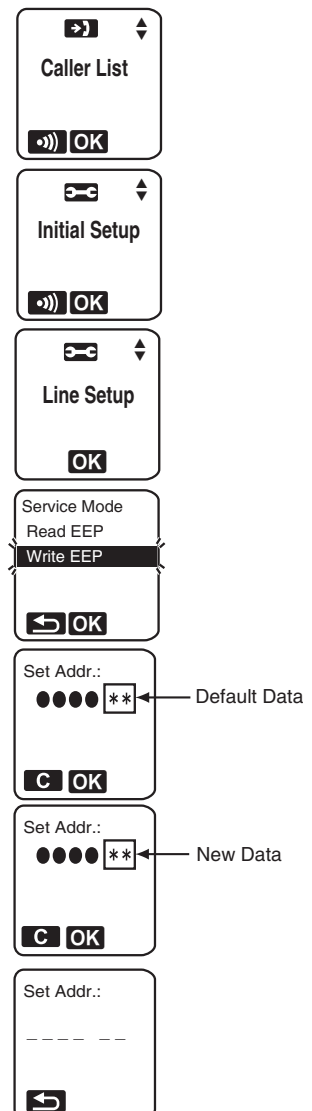 Caller List
OK
Initial Setup
OK
Line Setup
OK
Service Mode
Read EEP
Write EEP
OK
Set Addr.:
●●●● ** Default Data
C OK
Set Addr.:
●●●● ** New Data
C OK
Set Addr.:
_ _ _ _ _ _